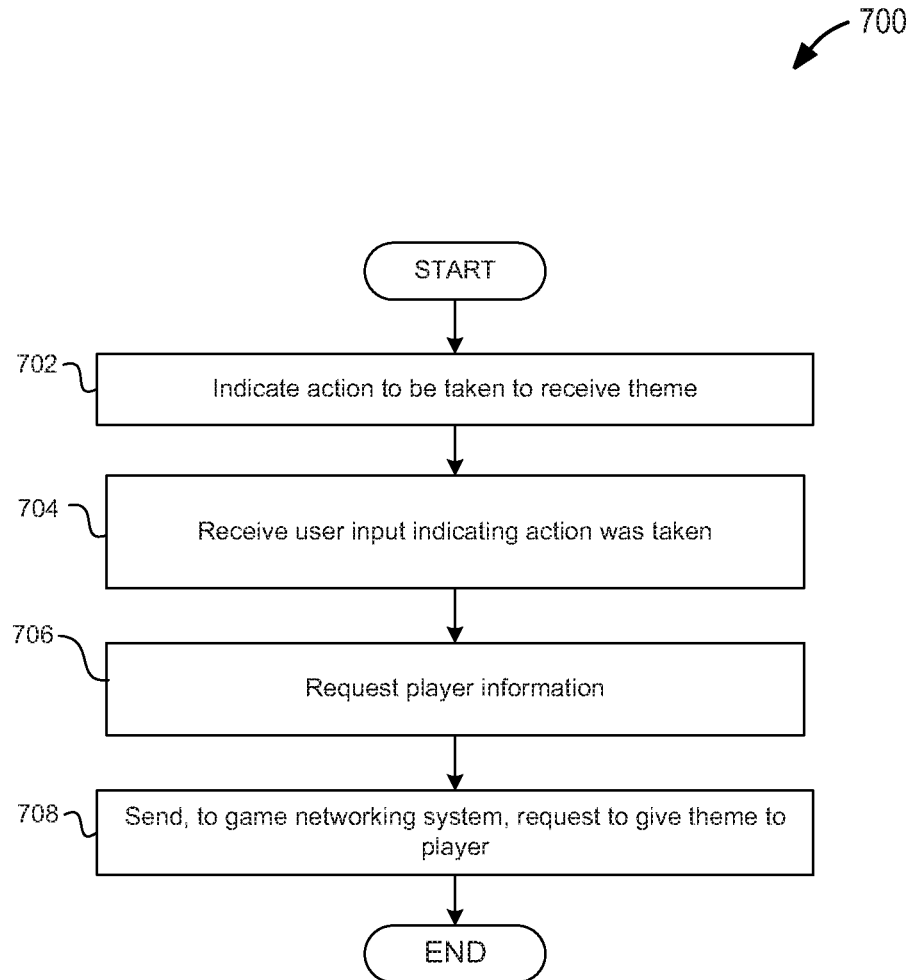 700
START
702
Indicate action to be taken to receive theme
704
Receive user input indicating action was taken
706
Request player information
708
Send, to game networking system, request to give theme to
player
END